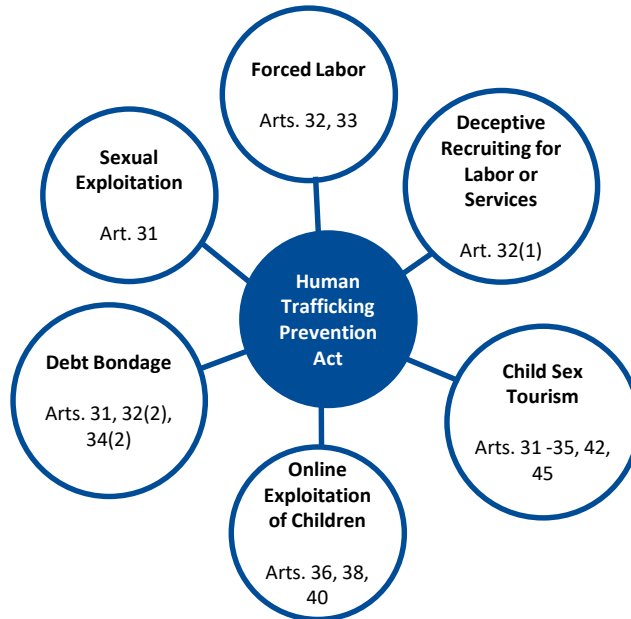 Forced Labor
Arts. 32, 33
Deceptive
Recruiting for
Labor or
Services
Art. 32(1)
Sexual
Exploitation
Art. 31
Human
Trafficking
Prevention
Act
Debt Bondage
Arts. 31, 32(2),
34(2)
Child Sex
Tourism
Arts. 31 -35, 42,
45
Online
Exploitation
of Children
Arts. 36, 38,
40